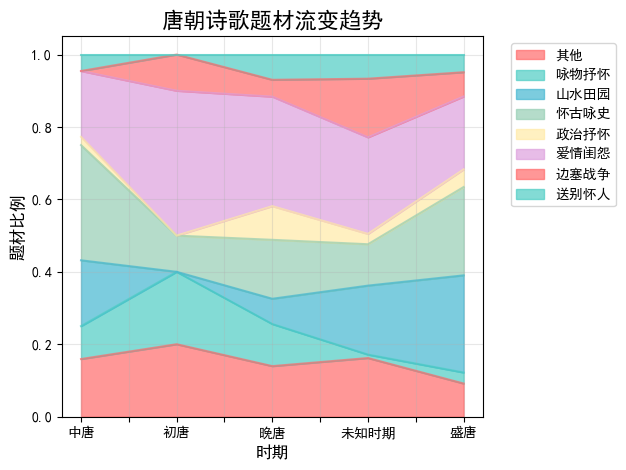 唐朝诗歌题材流变趋势
题材比例
1.0
0.8
0.6
0.4
0.2
0.0
中唐
初唐
晚唐
未知时期
盛唐
时期
其他
咏物抒怀
山水田园
怀古咏史
政治抒怀
爱情闺怨
边塞战争
送别怀人